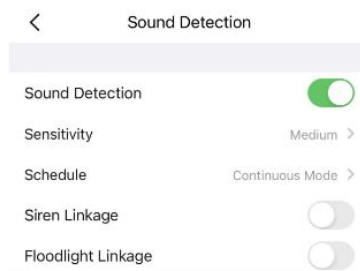 Sound Detection
Sound Detection
Sensitivity Medium
Schedule Continuous Mode
Siren Linkage
Floodlight Linkage